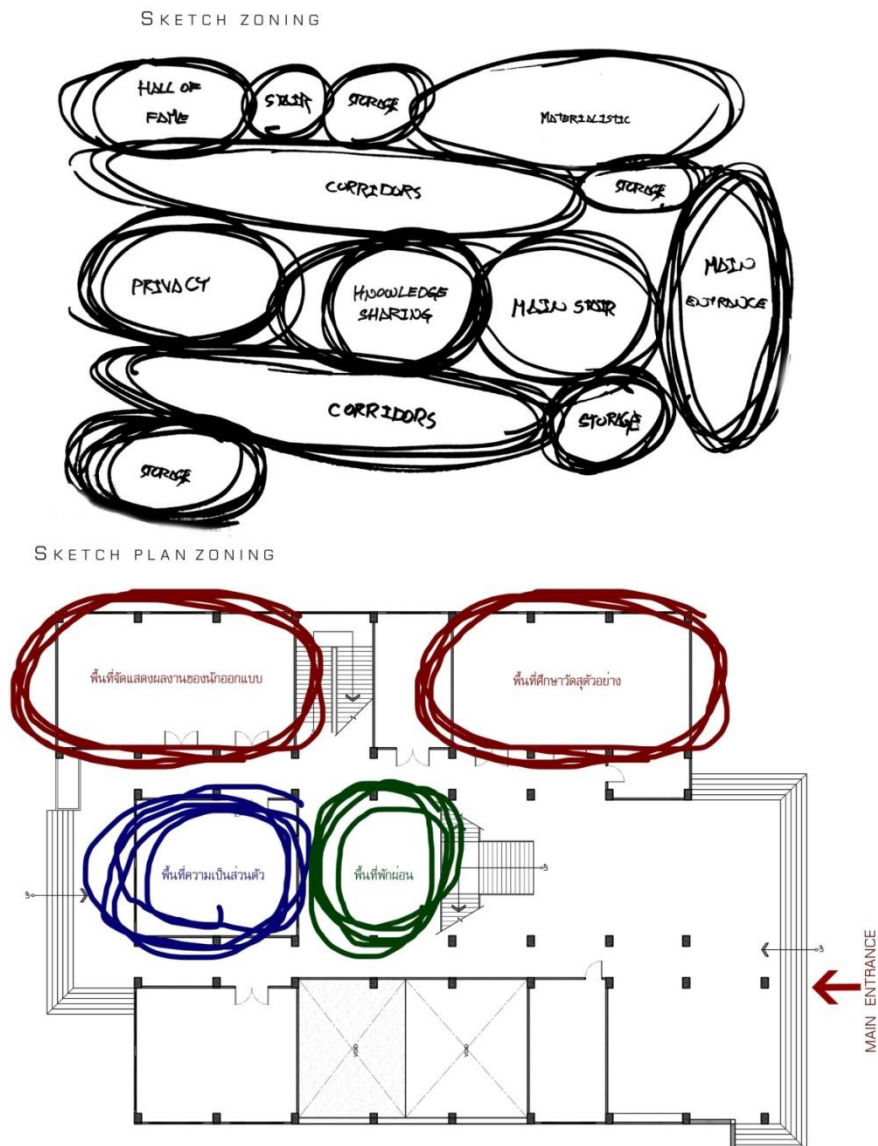 SKETCH ZONING
HALL OF
FAME
STAIR
STORAGE
MATERIALISTIC
CORRIDORS
STORAGE
PRIVACY
KNOWLEDGE
SHARING
MAIN STAIR
MAIN
ENTRANCE
CORRIDORS
STORAGE
STORAGE
SKETCH PLAN ZONING
พื้นที่จัดแสดงผลงานของนักออกแบบ
พื้นที่ศึกษาวัสดุตัวอย่าง
พื้นที่ความเป็นส่วนตัว
พื้นที่พักผ่อน
VOID
VOID
MAIN ENTRANCE